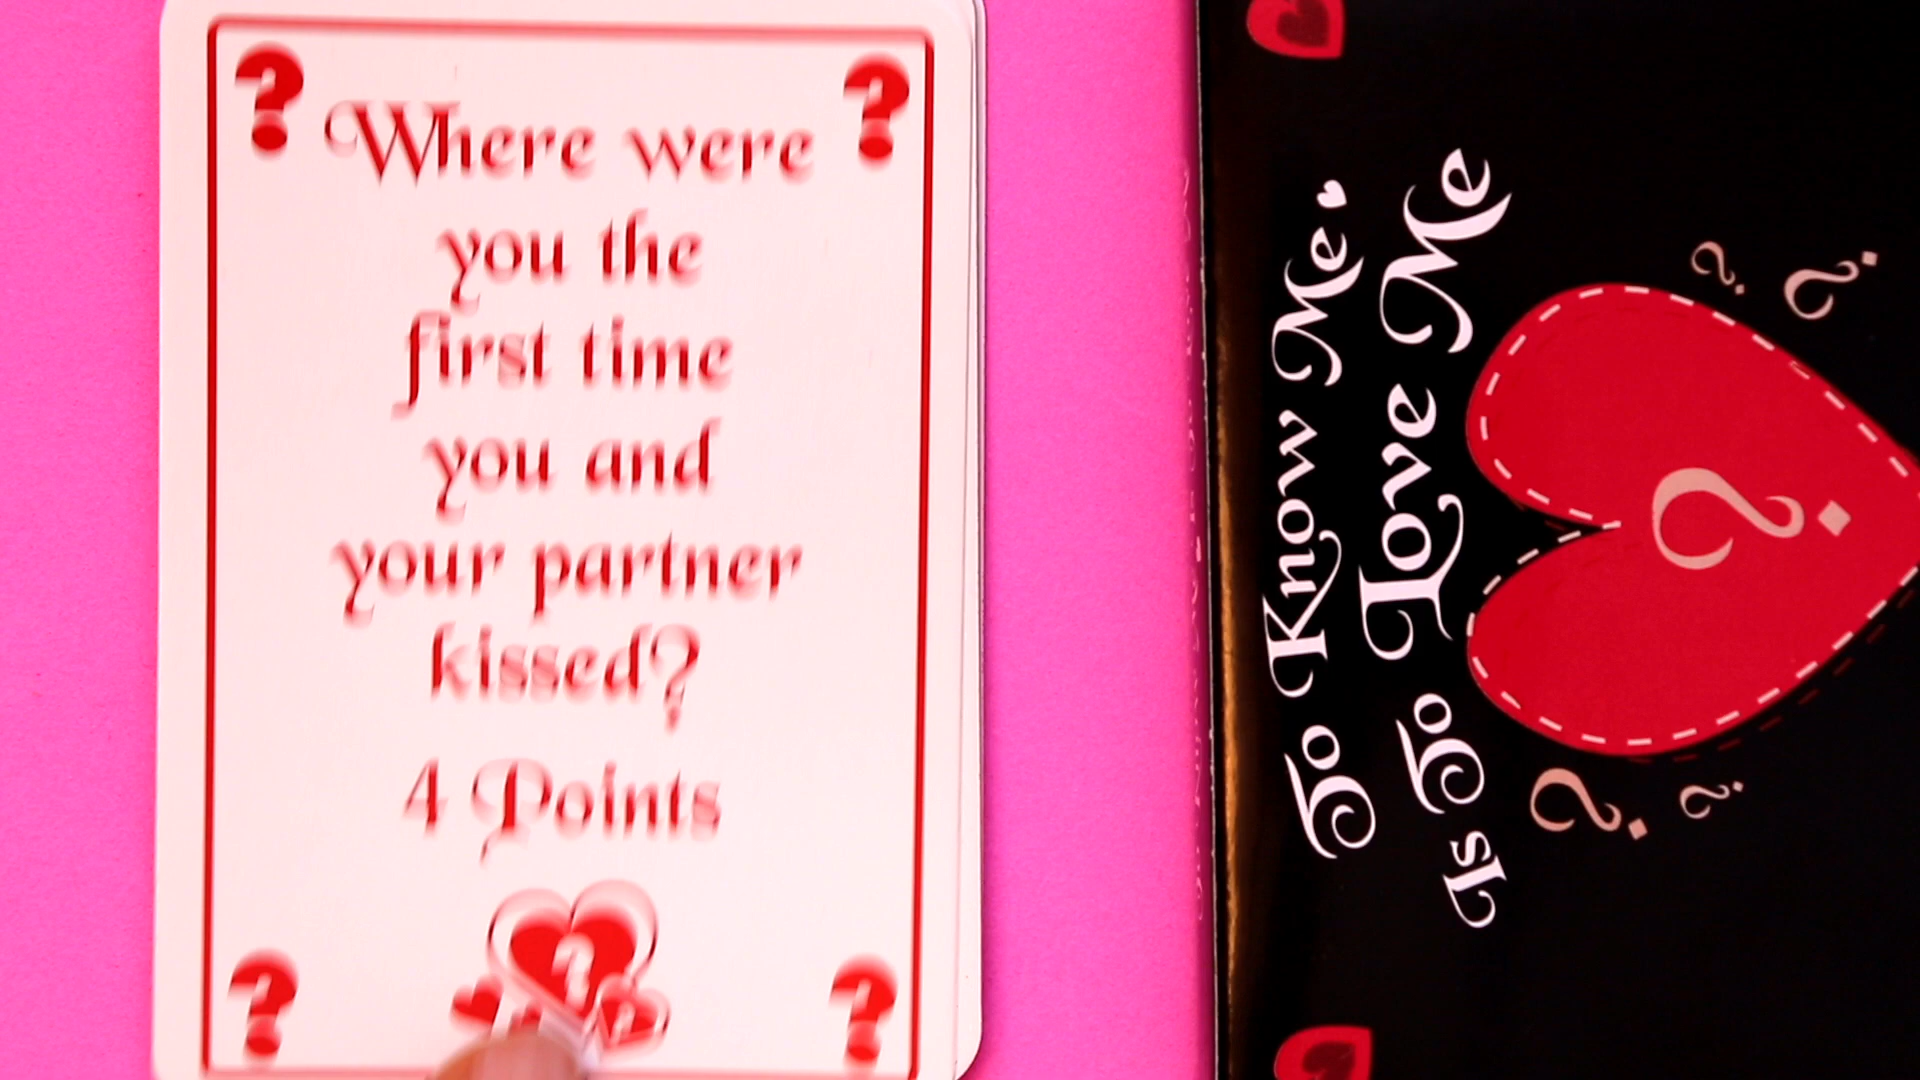 Where were
you the
first time
you and
your partner
kissed?
4 Points
To Know Me
Is To Love Me